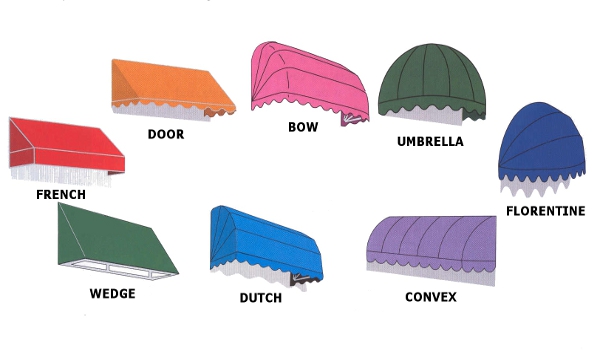 DOOR
BOW
UMBRELLA
FRENCH
FLORENTINE
WEDGE
DUTCH
CONVEX